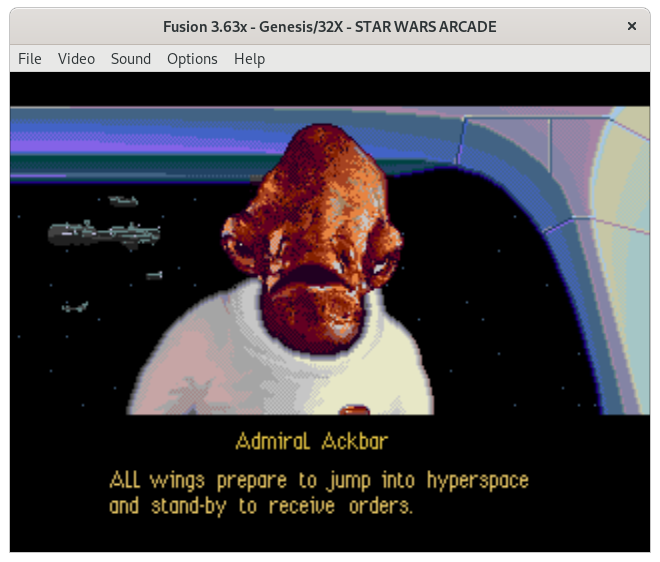 Fusion 3.63x - Genesis/32X - STAR WARS ARCADE
File Video Sound Options Help
Admiral Ackbar
All wings prepare to jump into hyperspace
and stand-by to receive orders.